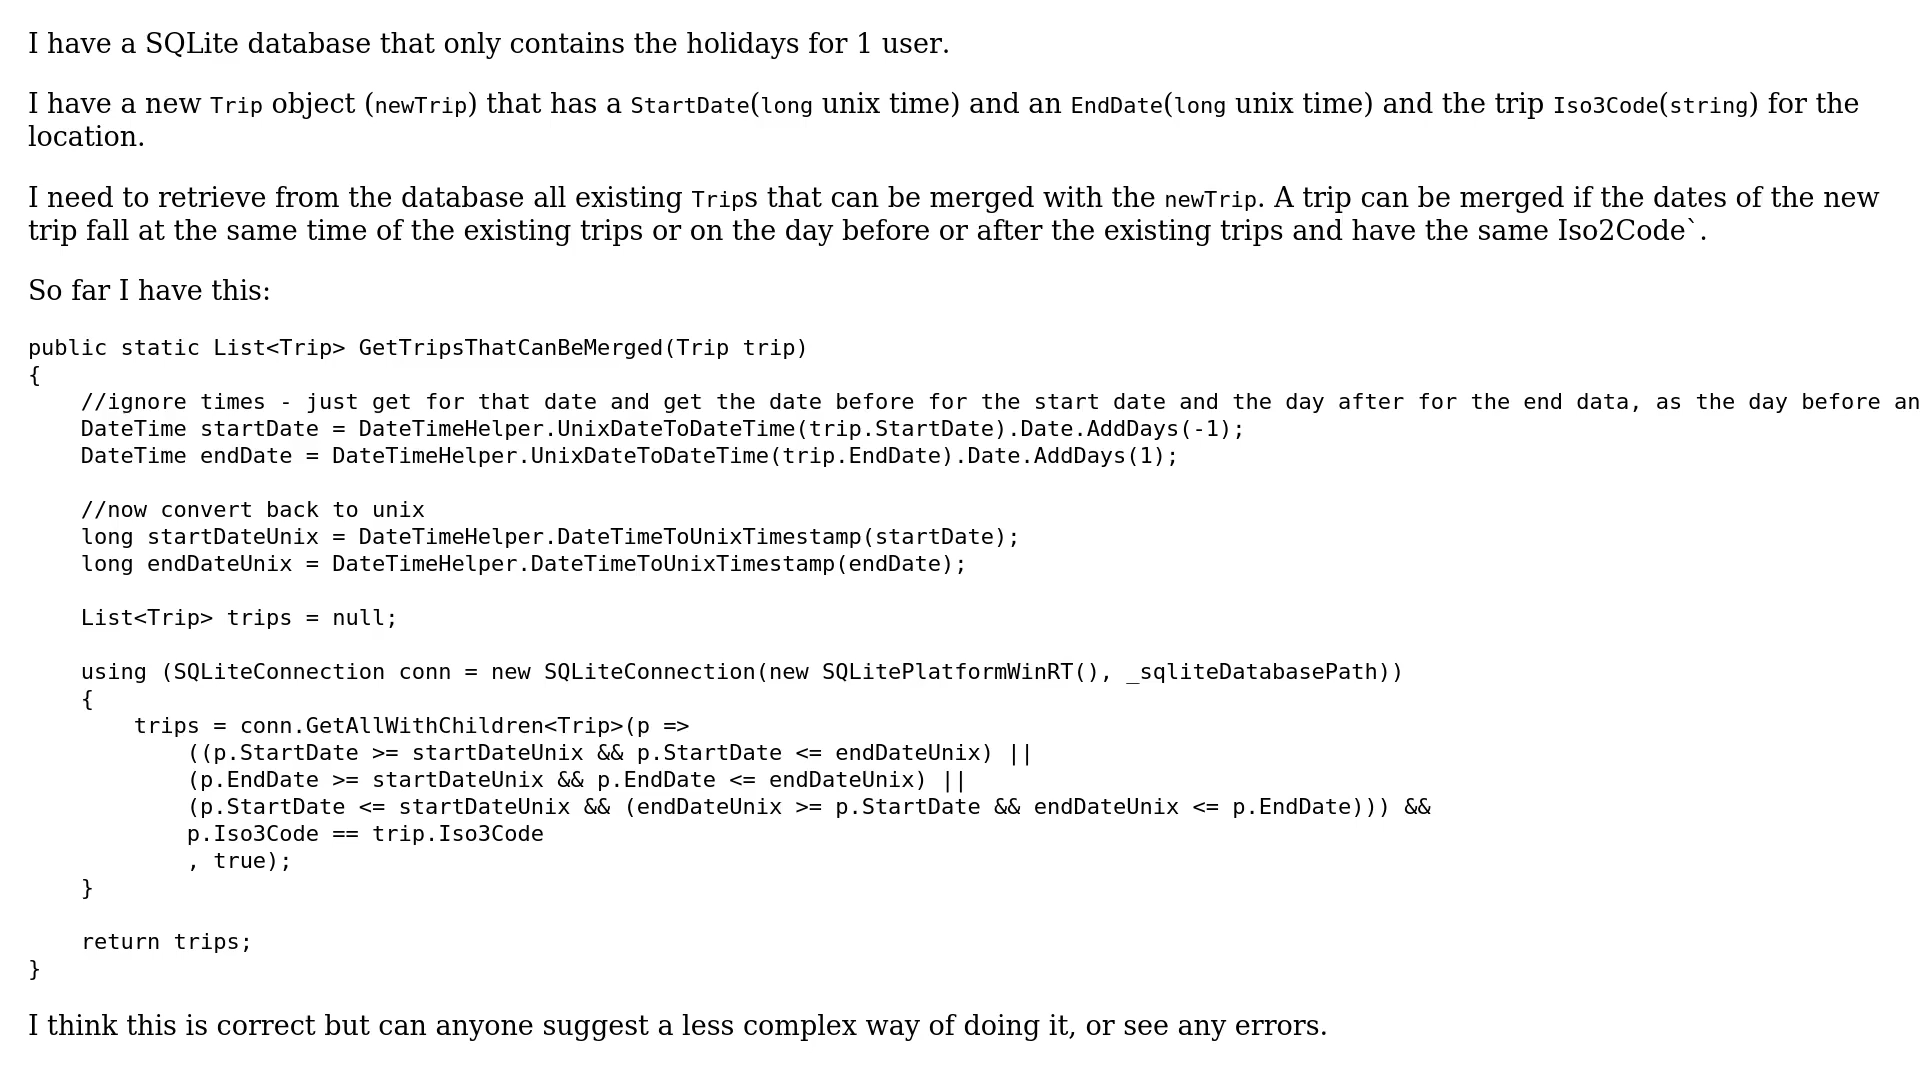 I have a SQLite database that only contains the holidays for 1 user.
I have a new Trip object (newTrip) that has a StartDate(long unix time) and an EndDate(long unix time) and the trip Iso3Code(string) for the
location.
I need to retrieve from the database all existing Trips that can be merged with the newTrip. A trip can be merged if the dates of the new
trip fall at the same time of the existing trips or on the day before or after the existing trips and have the same Iso2Code`.
So far I have this:
public static List<Trip> GetTripsThatCanBeMerged(Trip trip)
{
    //ignore times - just get for that date and get the date before for the start date and the day after for the end data, as the day before an
    DateTime startDate = DateTimeHelper.UnixDateToDateTime(trip.StartDate).Date.AddDays(-1);
    DateTime endDate = DateTimeHelper.UnixDateToDateTime(trip.EndDate).Date.AddDays(1);
    //now convert back to unix
    long startDateUnix = DateTimeHelper.DateTimeToUnixTimestamp(startDate);
    long endDateUnix = DateTimeHelper.DateTimeToUnixTimestamp(endDate);
    List<Trip> trips = null;
    using (SQLiteConnection conn = new SQLiteConnection(new SQLitePlatformWinRT(), _sqliteDatabasePath))
    {
        trips = conn.GetAllWithChildren<Trip>(p =>
            ((p.StartDate >= startDateUnix && p.StartDate <= endDateUnix) ||
            (p.EndDate >= startDateUnix && p.EndDate <= endDateUnix) ||
            (p.StartDate <= startDateUnix && (endDateUnix >= p.StartDate && endDateUnix <= p.EndDate))) &&
            p.Iso3Code == trip.Iso3Code
            , true);
    }
    return trips;
}
I think this is correct but can anyone suggest a less complex way of doing it, or see any errors.